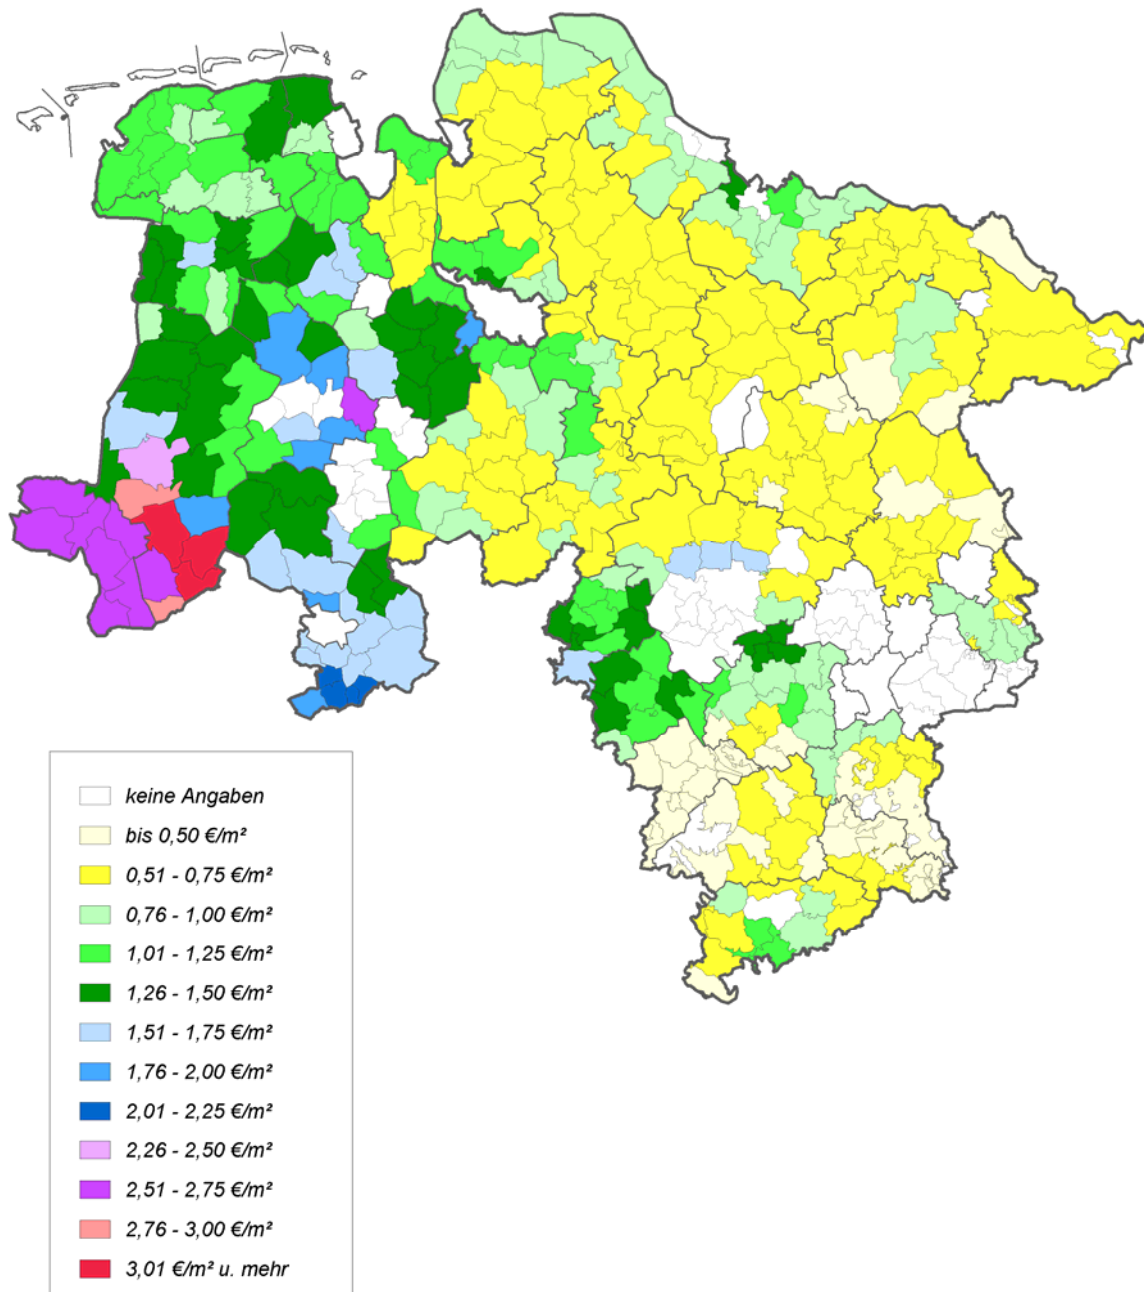 keine Angaben
bis 0,50 €/m²
0,51 - 0,75 €/m²
0,76 - 1,00 €/m²
1,01 - 1,25 €/m²
1,26 - 1,50 €/m²
1,51 - 1,75 €/m²
1,76 - 2,00 €/m²
2,01 - 2,25 €/m²
2,26 - 2,50 €/m²
2,51 - 2,75 €/m²
2,76 - 3,00 €/m²
3,01 €/m² u. mehr